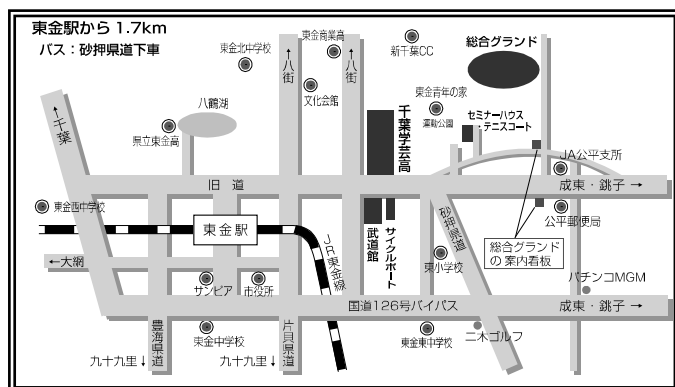 東金駅から1.7km
バス：砂押県道下車
東金北中学校
東金商業高
新千葉CC
総合グランド
↑八街
↑八街
文化会館
東金青年の家
運動公園
セミナーハウス
・テニスコート
八鶴湖
県立東金高
千葉学芸高
←千葉
JA公平支所
旧道
成東・銚子→
東金西中学校
東金駅
JR東金線
武道館
サイクルポート
砂押県道
公平郵便局
総合グランド
の案内看板
←大網
サンピア
市役所
東小学校
パチンコMGM
国道126号バイパス
成東・銚子→
豊海県道
東金中学校
片貝県道
東金東中学校
二木ゴルフ
九十九里↓
九十九里↓